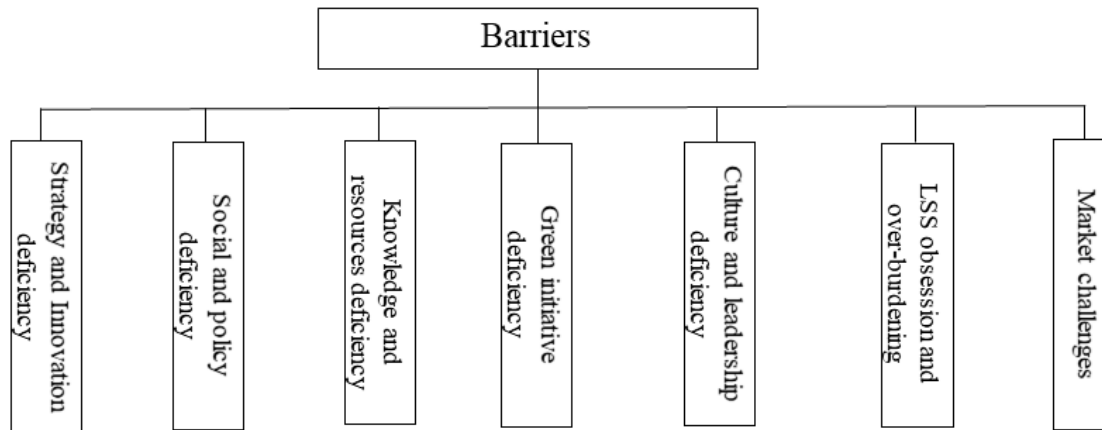 Barriers
Strategy and Innovation
deficiency
Social and policy
deficiency
Knowledge and
resources deficiency
Green initiative
deficiency
Culture and leadership
deficiency
LSS obsession and
over-burdening
Market challenges